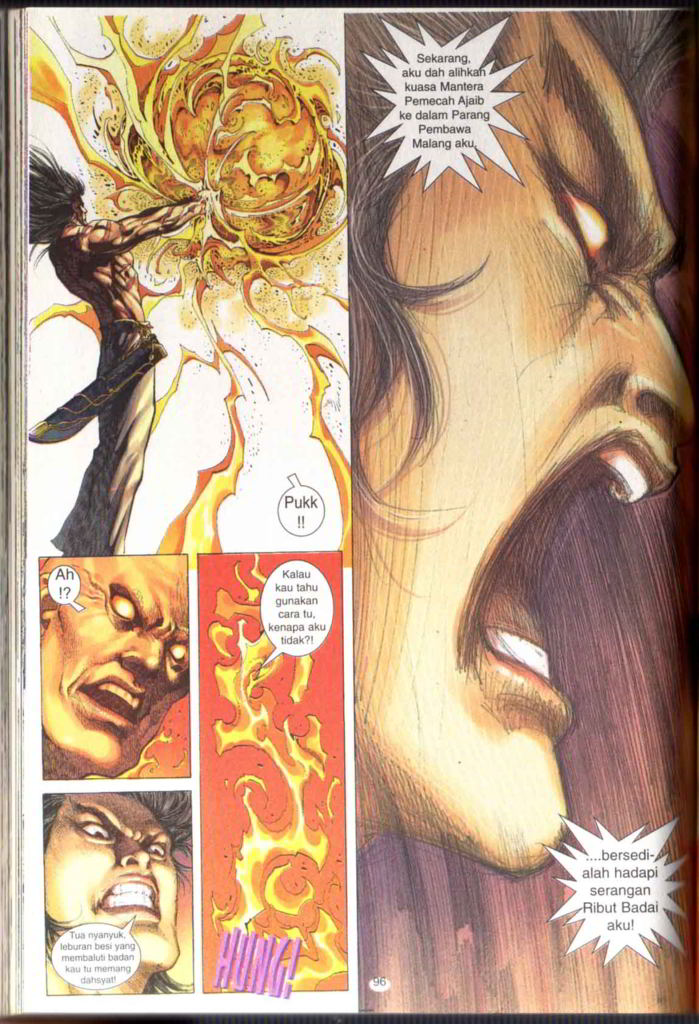 Pukk
!!
Ah
!?
Kalau
kau tahu
gunakan
cara tu,
kenapa aku
tidak?!
Tua nyanyuk,
leburan besi yang
membaluti badan
kau tu memang
dahsyat!
HUNG!
Sekarang,
aku dah alihkan
kuasa Mantera
Pemecah Ajaib
ke dalam Parang
Pembawa
Malang aku,
....bersedi-
alah hadapi
serangan
Ribut Badai
aku!
96